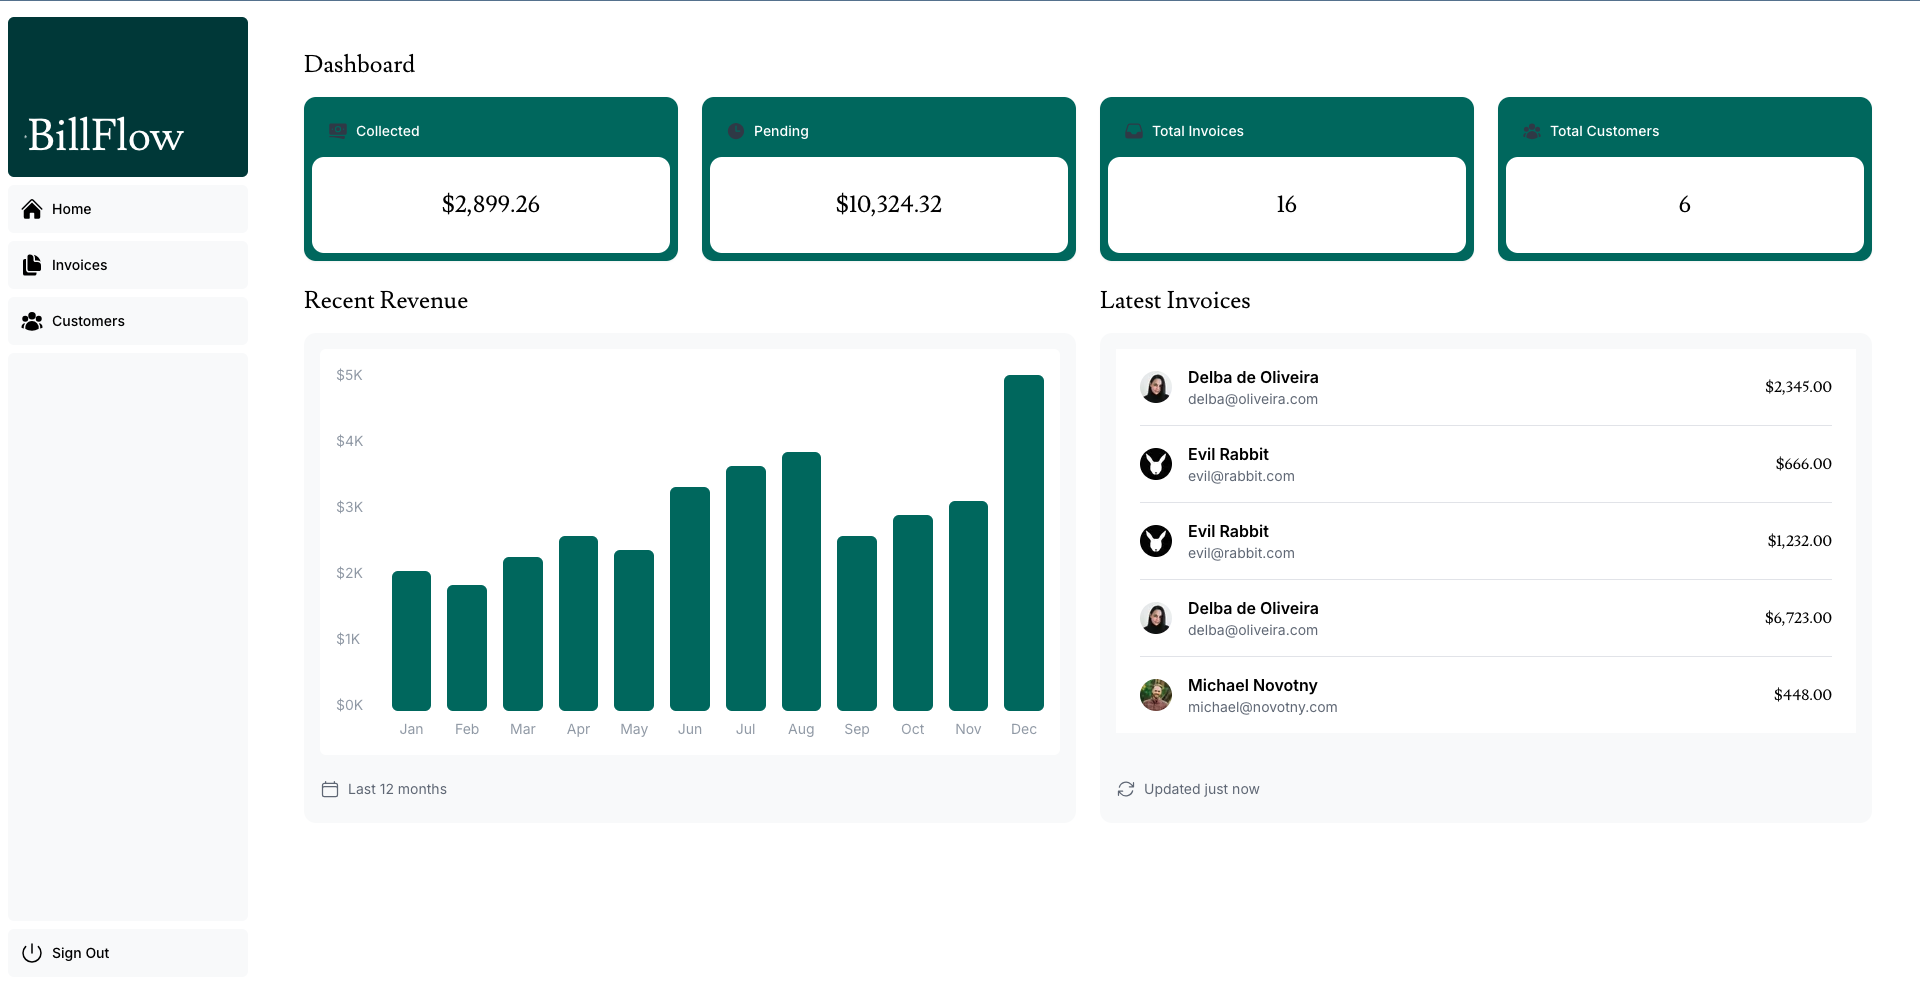 BillFlow
Home
Invoices
Customers
Sign Out
Dashboard
Collected
$2,899.26
Pending
$10,324.32
Total Invoices
16
Total Customers
6
Recent Revenue
$5K
$4K
$3K
$2K
$1K
$0K
Jan Feb Mar Apr May Jun Jul Aug Sep Oct Nov Dec
Last 12 months
Latest Invoices
Delba de Oliveira
delba@oliveira.com
$2,345.00
Evil Rabbit
evil@rabbit.com
$666.00
Evil Rabbit
evil@rabbit.com
$1,232.00
Delba de Oliveira
delba@oliveira.com
$6,723.00
Michael Novotny
michael@novotny.com
$448.00
Updated just now